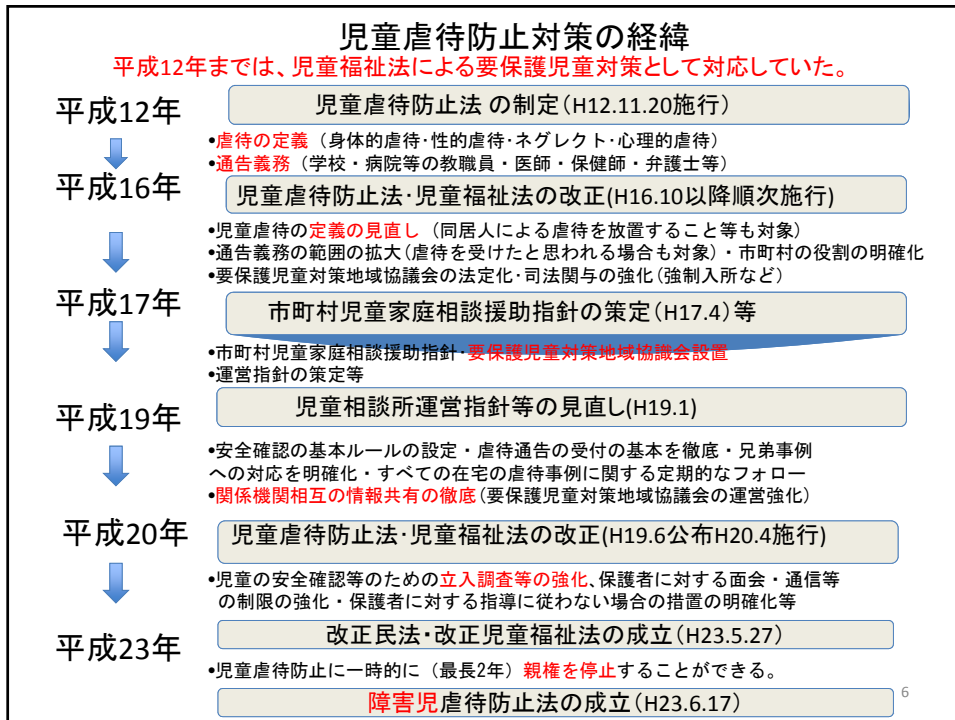 児童虐待防止対策の経緯
平成12年までは、児童福祉法による要保護児童対策として対応していた。
平成12年
児童虐待防止法 の制定(H12.11.20施行)
•虐待の定義 (身体的虐待･性的虐待･ネグレクト･心理的虐待)
•通告義務 (学校・病院等の教職員・医師・保健師・弁護士等)
平成16年
児童虐待防止法･児童福祉法の改正(H16.10以降順次施行)
•児童虐待の定義の見直し (同居人による虐待を放置すること等も対象)
•通告義務の範囲の拡大(虐待を受けたと思われる場合も対象)・市町村の役割の明確化
•要保護児童対策地域協議会の法定化･司法関与の強化(強制入所など)
平成17年
市町村児童家庭相談援助指針の策定(H17.4)等
•市町村児童家庭相談援助指針･要保護児童対策地域協議会設置
•運営指針の策定等
平成19年
児童相談所運営指針等の見直し(H19.1)
•安全確認の基本ルールの設定・虐待通告の受付の基本を徹底・兄弟事例
への対応を明確化・すべての在宅の虐待事例に関する定期的なフォロー
•関係機関相互の情報共有の徹底(要保護児童対策地域協議会の運営強化)
平成20年
児童虐待防止法･児童福祉法の改正(H19.6公布H20.4施行)
•児童の安全確認等のための立入調査等の強化、保護者に対する面会・通信等
の制限の強化・保護者に対する指導に従わない場合の措置の明確化等
平成23年
改正民法・改正児童福祉法の成立(H23.5.27)
•児童虐待防止に一時的に (最長2年) 親権を停止することができる。
障害児虐待防止法の成立(H23.6.17)
6